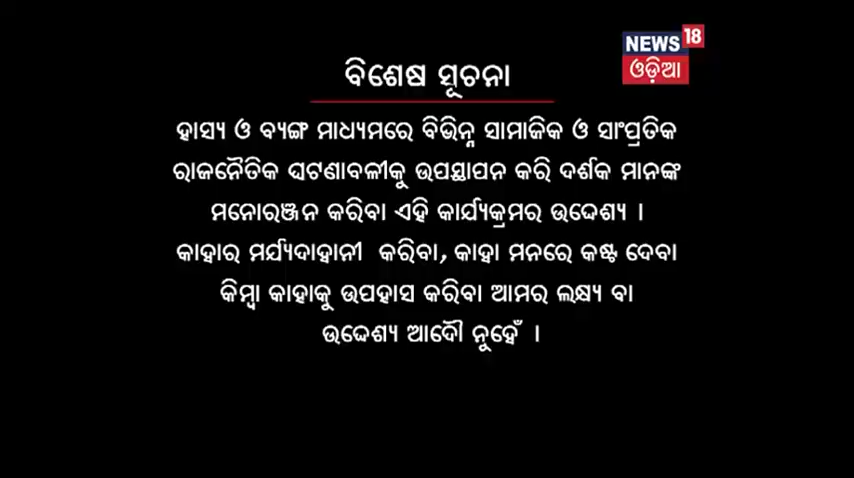 NEWS 18
ଓଡ଼ିଆ
ବିଶେଷ ସୂଚନା
ହାସ୍ୟ ଓ ବ୍ୟଙ୍ଗ ମାଧ୍ୟମରେ ବିଭିନ୍ନ ସାମାଜିକ ଓ ସାଂପ୍ରତିକ
ରାଜନୈତିକ ଘଟଣାବଳୀକୁ ଉପସ୍ଥାପନ କରି ଦର୍ଶକ ମାନଙ୍କ
ମନୋରଞ୍ଜନ କରିବା ଏହି କାର୍ଯ୍ୟକ୍ରମର ଉଦ୍ଦେଶ୍ୟ ।
କାହାର ମର୍ଯ୍ୟଦାହାନୀ କରିବା, କାହା ମନରେ କଷ୍ଟ ଦେବା
କିମ୍ବା କାହାକୁ ଉପହାସ କରିବା ଆମର ଲକ୍ଷ୍ୟ ବା
ଉଦ୍ଦେଶ୍ୟ ଆଦୌ ନୁହେଁ ।